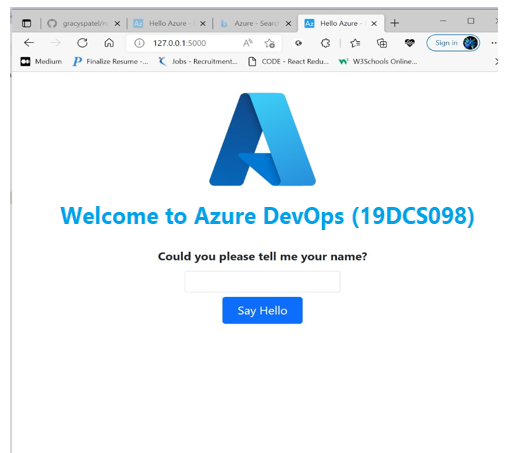 gracyspatel/m
Hello Azure -
Azure - Search
Hello Azure -
127.0.0.1:5000
Sign in
Medium
Finalize Resume -...
Jobs - Recruitment...
CODE - React Redu...
W3Schools Online...
Welcome to Azure DevOps (19DCS098)
Could you please tell me your name?
Say Hello